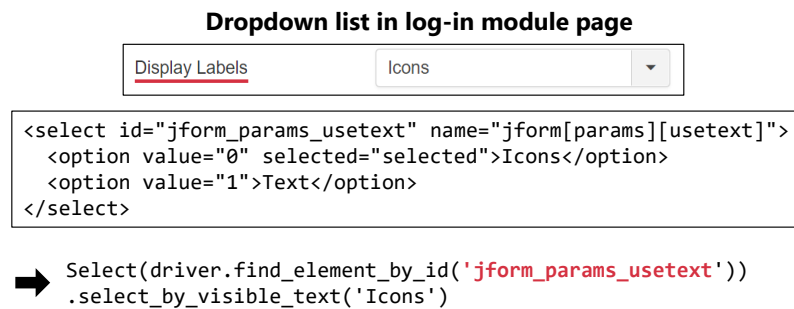 Dropdown list in log-in module page
Display Labels Icons
<select id="jform_params_usetext" name="jform[params][usetext]">
  <option value="0" selected="selected">Icons</option>
  <option value="1">Text</option>
</select>
Select(driver.find_element_by_id('jform_params_usetext'))
.select_by_visible_text('Icons')